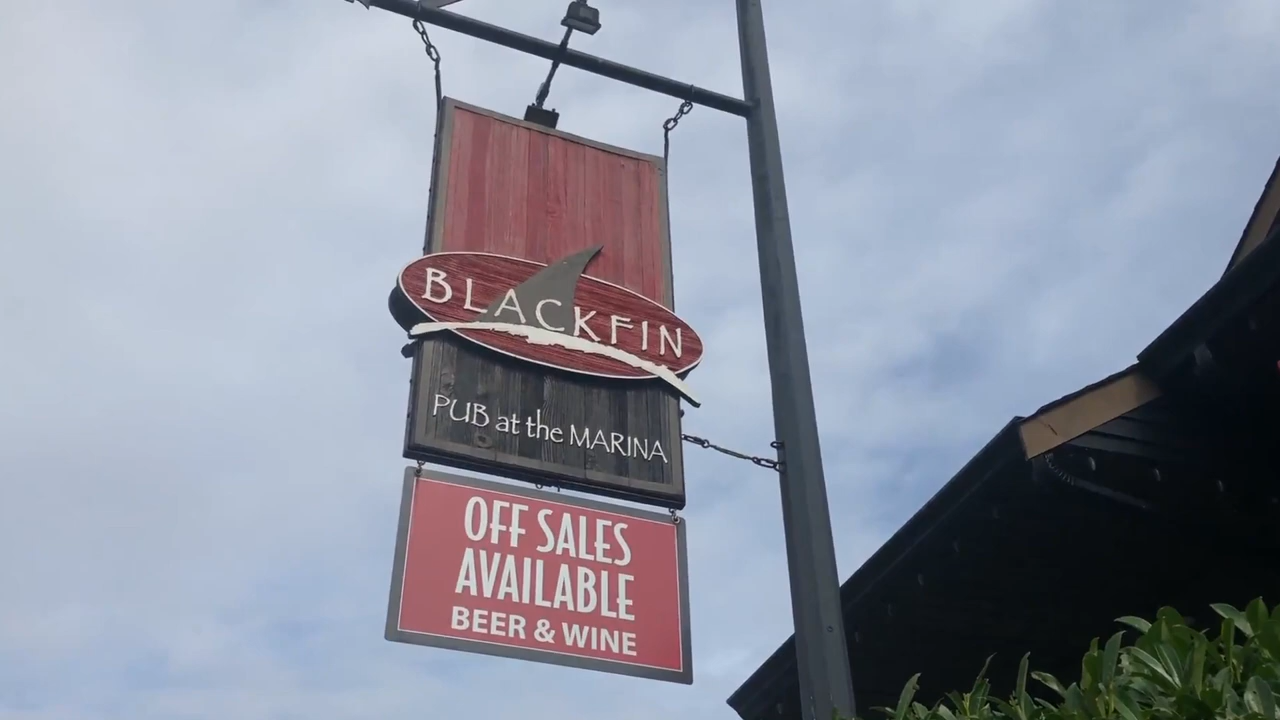 BLACKFIN
PUB at the MARINA
OFF SALES
AVAILABLE
BEER & WINE